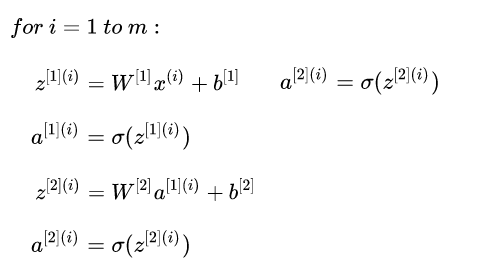 for i = 1 to m :
z^{[1](i)} = W^{[1]} x^{(i)} + b^{[1]}    a^{[2](i)} = σ(z^{[2](i)})
a^{[1](i)} = σ(z^{[1](i)})
z^{[2](i)} = W^{[2]} a^{[1](i)} + b^{[2]}
a^{[2](i)} = σ(z^{[2](i)})